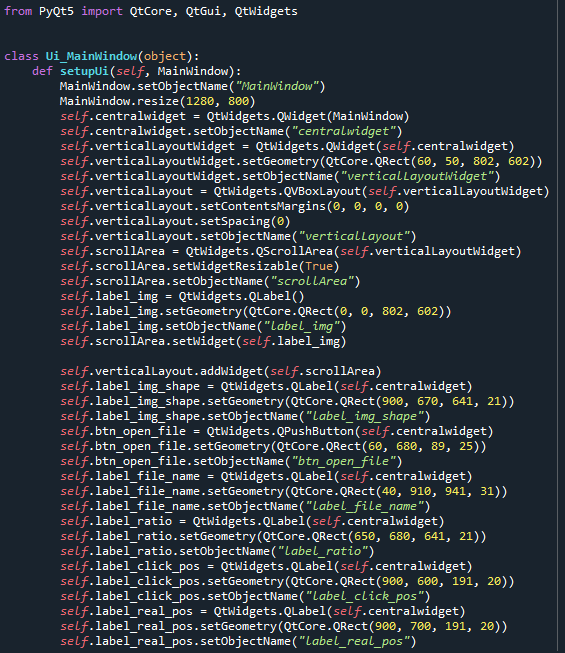 from PyQt5 import QtCore, QtGui, QtWidgets
class Ui_MainWindow(object):
def setupUi(self, MainWindow):
MainWindow.setObjectName("MainWindow")
MainWindow.resize(1280, 800)
self.centralwidget = QtWidgets.QWidget(MainWindow)
self.centralwidget.setObjectName("centralwidget")
self.verticalLayoutWidget = QtWidgets.QWidget(self.centralwidget)
self.verticalLayoutWidget.setGeometry(QtCore.QRect(60, 50, 802, 602))
self.verticalLayoutWidget.setObjectName("verticalLayoutWidget")
self.verticalLayout = QtWidgets.QVBoxLayout(self.verticalLayoutWidget)
self.verticalLayout.setContentsMargins(0, 0, 0, 0)
self.verticalLayout.setSpacing(0)
self.verticalLayout.setObjectName("verticalLayout")
self.scrollArea = QtWidgets.QScrollArea(self.verticalLayoutWidget)
self.scrollArea.setWidgetResizable(True)
self.scrollArea.setObjectName("scrollArea")
self.label_img = QtWidgets.QLabel()
self.label_img.setGeometry(QtCore.QRect(0, 0, 802, 602))
self.label_img.setObjectName("label_img")
self.scrollArea.setWidget(self.label_img)
self.verticalLayout.addWidget(self.scrollArea)
self.label_img_shape = QtWidgets.QLabel(self.centralwidget)
self.label_img_shape.setGeometry(QtCore.QRect(900, 670, 641, 21))
self.label_img_shape.setObjectName("label_img_shape")
self.btn_open_file = QtWidgets.QPushButton(self.centralwidget)
self.btn_open_file.setGeometry(QtCore.QRect(60, 680, 89, 25))
self.btn_open_file.setObjectName("btn_open_file")
self.label_file_name = QtWidgets.QLabel(self.centralwidget)
self.label_file_name.setGeometry(QtCore.QRect(40, 910, 941, 31))
self.label_file_name.setObjectName("label_file_name")
self.label_ratio = QtWidgets.QLabel(self.centralwidget)
self.label_ratio.setGeometry(QtCore.QRect(650, 680, 641, 21))
self.label_ratio.setObjectName("label_ratio")
self.label_click_pos = QtWidgets.QLabel(self.centralwidget)
self.label_click_pos.setGeometry(QtCore.QRect(900, 600, 191, 20))
self.label_click_pos.setObjectName("label_click_pos")
self.label_real_pos = QtWidgets.QLabel(self.centralwidget)
self.label_real_pos.setGeometry(QtCore.QRect(900, 700, 191, 20))
self.label_real_pos.setObjectName("label_real_pos")